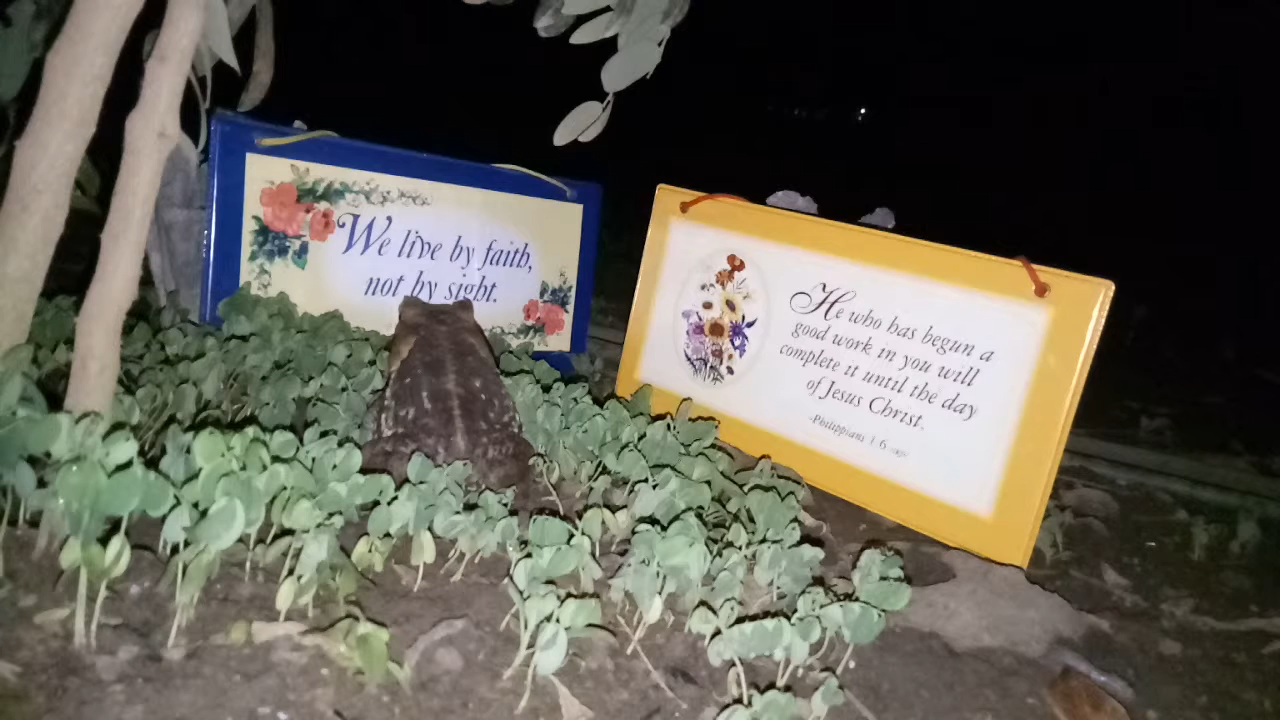 We live by faith,
not by sight.
He who has begun a
good work in you will
complete it until the day
of Jesus Christ.
-Philippians 1:6